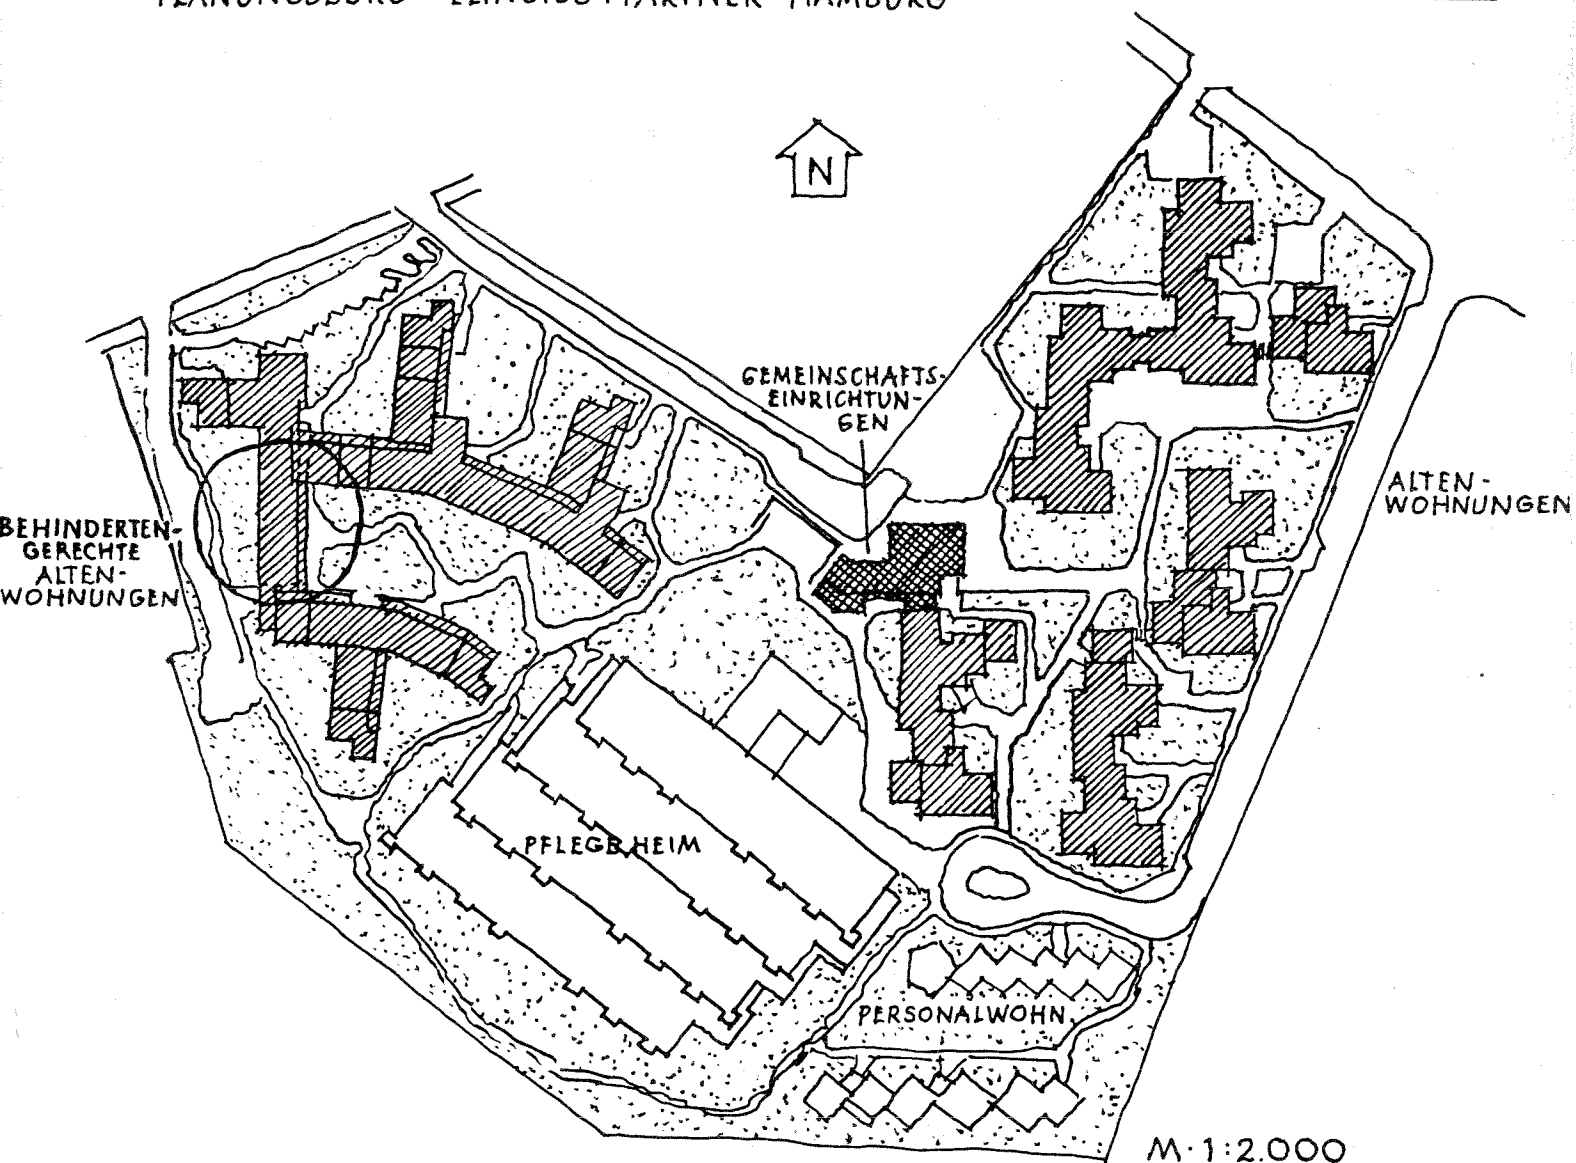 N
GEMEINSCHAFTS-
EINRICHTUN-
GEN
ALTEN-
WOHNUNGEN
BEHINDERTEN-
GERECHTE
ALTEN-
WOHNUNGEN
PFLEGEHEIM
PERSONALWOHN.
M·1:2.000